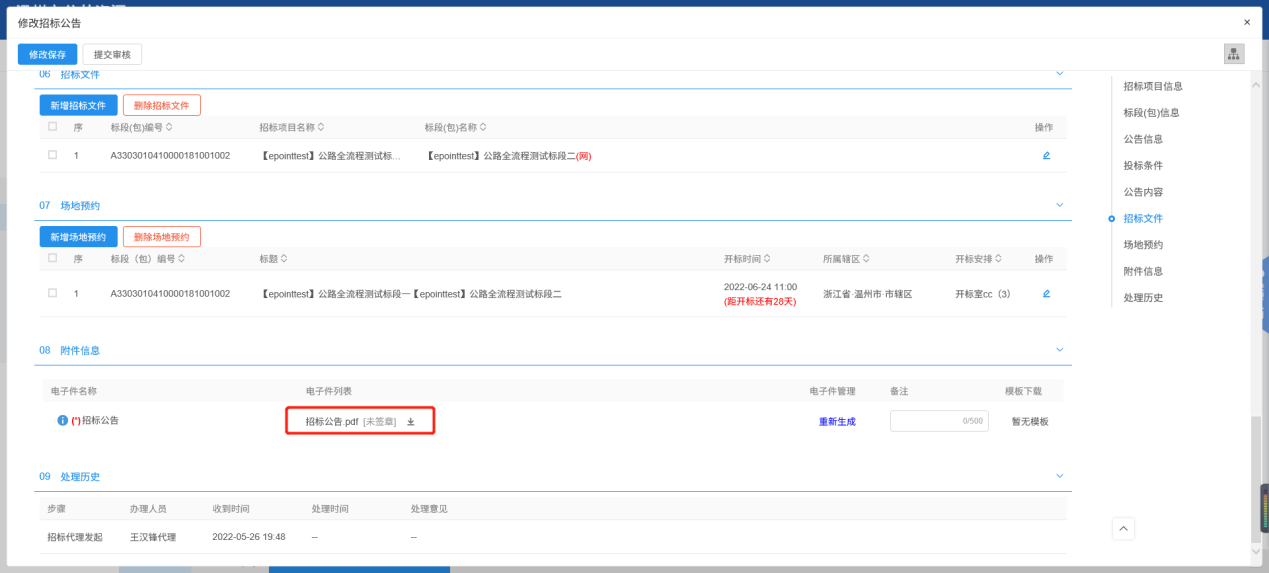 修改招标公告
×
修改保存 提交审核
06 招标文件
新增招标文件 删除招标文件
序 标段(包)编号 招标项目名称 标段(包)名称 操作
1 A3303010410000181001002 【epointtest】公路全流程测试标... 【epointtest】公路全流程测试标段二(网)
07 场地预约
新增场地预约 删除场地预约
序 标段（包）编号 标题 开标时间 所属辖区 开标安排 操作
1 A3303010410000181001002 【epointtest】公路全流程测试标段一【epointtest】公路全流程测试标段二 2022-06-24 11:00 浙江省·温州市·市辖区 开标室cc（3）
(距开标还有28天)
08 附件信息
电子件名称 电子件列表 电子件管理 备注 模板下载
(*)招标公告 招标公告.pdf [未签章] 重新生成 0/500 暂无模板
09 处理历史
步骤 办理人员 收到时间 处理时间 处理意见
招标代理发起 王汉锋代理 2022-05-26 19:48 -- --
招标项目信息
标段(包)信息
公告信息
投标条件
公告内容
招标文件
场地预约
附件信息
处理历史